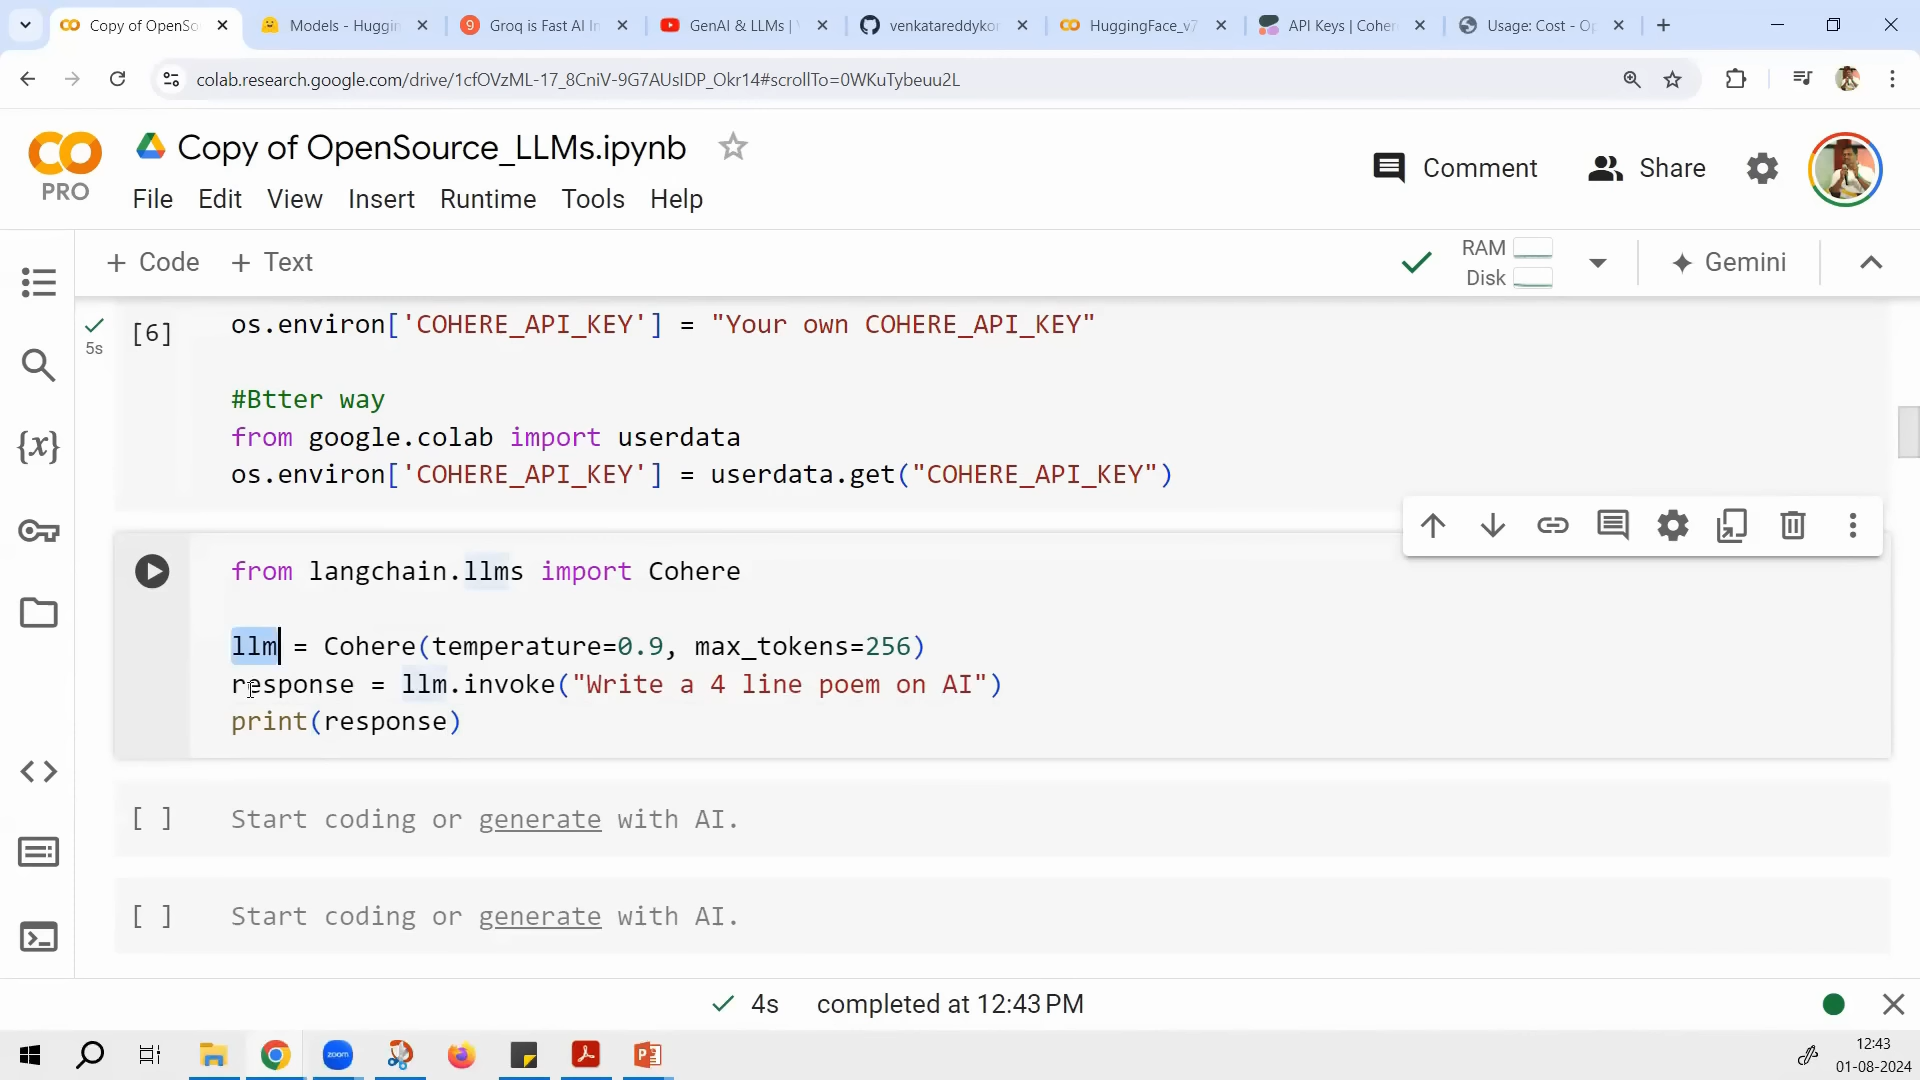 Copy of OpenSo
Models - Huggin
Groq is Fast AI In
GenAI & LLMs |
venkatareddykor
HuggingFace_v7
API Keys | Coher
Usage: Cost - Op
colab.research.google.com/drive/1cfOVzML-17_8CniV-9G7AUsIDP_Okr14#scrollTo=0WKuTybeuu2L
PRO
Copy of OpenSource_LLMs.ipynb
Comment
Share
File Edit View Insert Runtime Tools Help
+ Code + Text
RAM
Disk
Gemini
5s
[6]
os.environ['COHERE_API_KEY'] = "Your own COHERE_API_KEY"
#Btter way
from google.colab import userdata
os.environ['COHERE_API_KEY'] = userdata.get("COHERE_API_KEY")
from langchain.llms import Cohere
llm = Cohere(temperature=0.9, max_tokens=256)
response = llm.invoke("Write a 4 line poem on AI")
print(response)
[ ] Start coding or generate with AI.
[ ] Start coding or generate with AI.
4s completed at 12:43 PM
zoom
12:43
01-08-2024